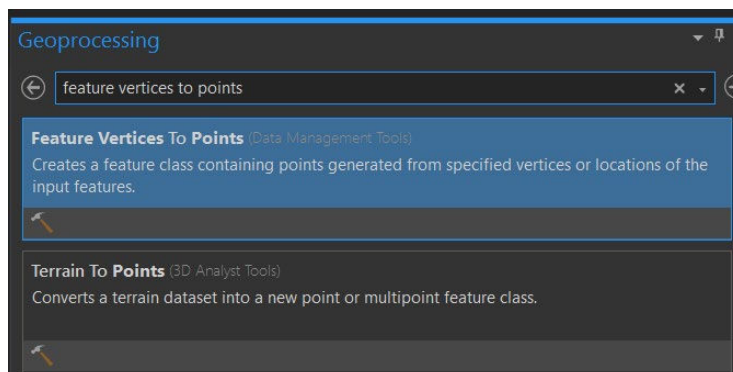 Geoprocessing
feature vertices to points
Feature Vertices To Points (Data Management Tools)
Creates a feature class containing points generated from specified vertices or locations of the
input features.
Terrain To Points (3D Analyst Tools)
Converts a terrain dataset into a new point or multipoint feature class.